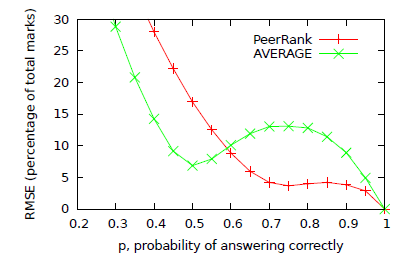 30
25
20
15
10
5
0
0.2 0.3 0.4 0.5 0.6 0.7 0.8 0.9 1
RMSE (percentage of total marks)
p, probability of answering correctly
PeerRank
AVERAGE